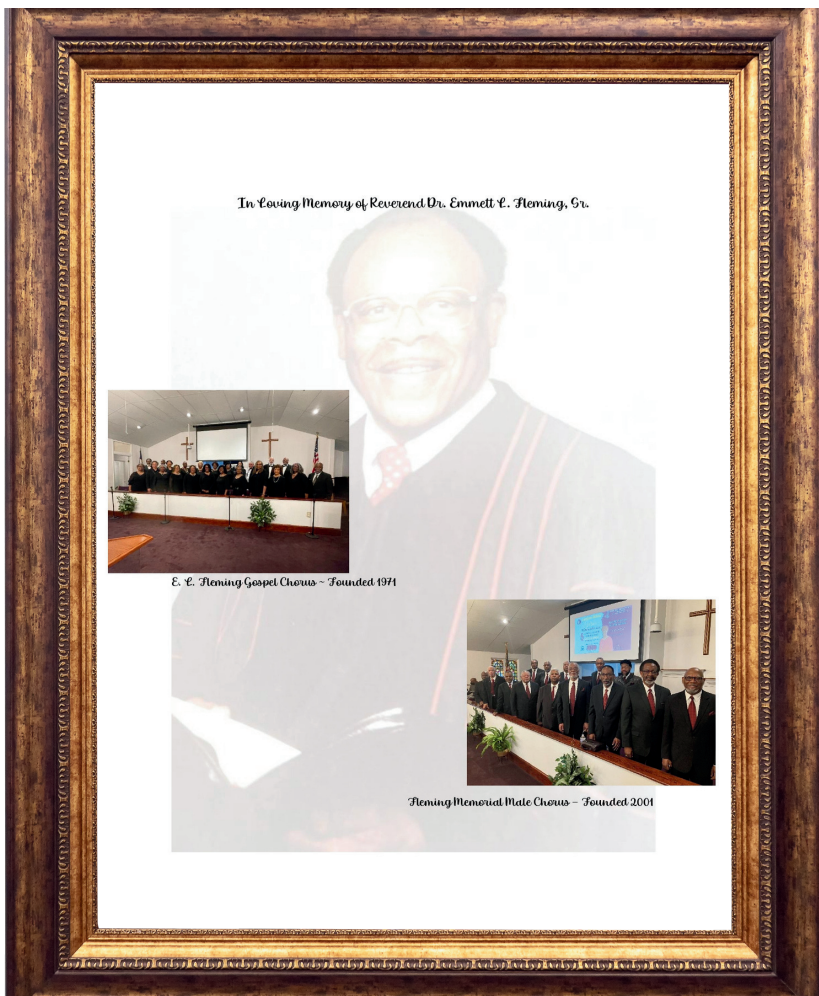 In Loving Memory of Reverend Dr. Emmett C. Fleming, Sr.
E. C. Fleming Gospel Chorus ~ Founded 1971
Fleming Memorial Male Chorus - Founded 2001